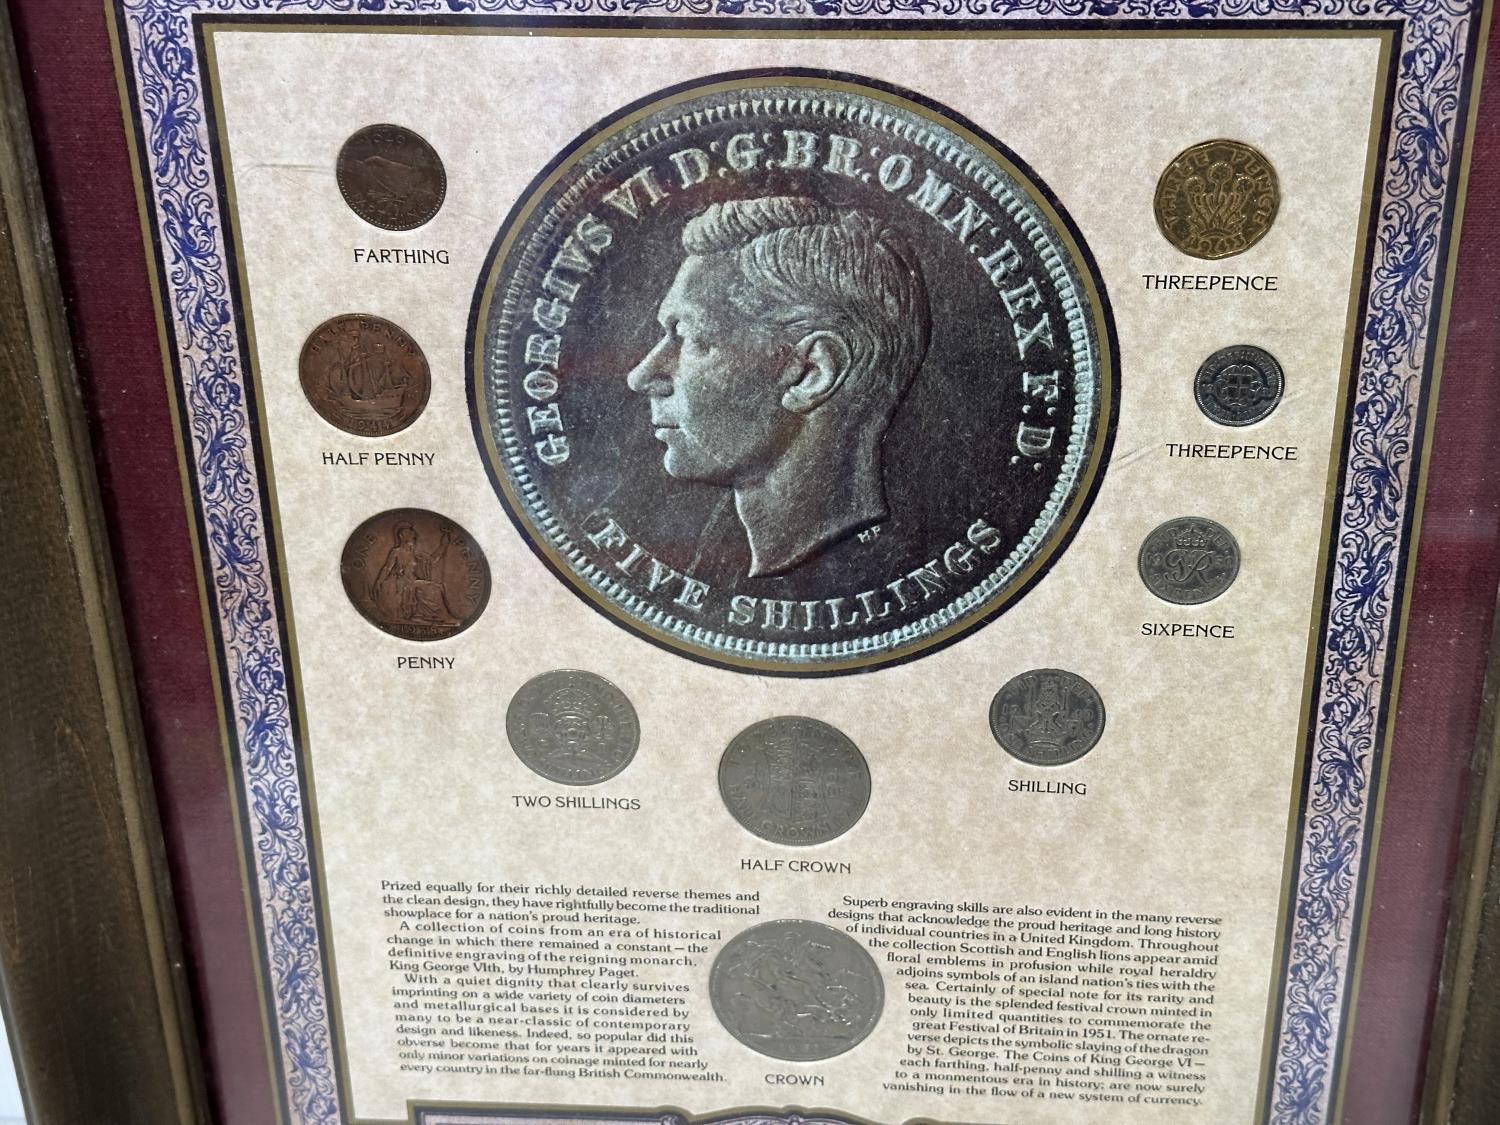 GEORGIVS VI D:G:BR:OMN:REX F:D:
FIVE SHILLINGS
HP
FARTHING
THREE PENCE
1943
THREEPENCE
HALF PENNY
HALF PENNY
THREEPENCE
ONE PENNY
PENNY
SIXPENCE
TWO SHILLINGS
SHILLING
HALF CROWN
HALF CROWN
Prized equally for their richly detailed reverse themes and
the clean design, they have rightfully become the traditional
showplace for a nation's proud heritage.
A collection of coins from an era of historical
change in which there remained a constant—the
definitive engraving of the reigning monarch,
King George VIth, by Humphrey Paget.
With a quiet dignity that clearly survives
imprinting on a wide variety of coin diameters
and metallurgical bases it is considered by
many to be a near-classic of contemporary
design and likeness. Indeed, so popular did this
obverse become that for years it appeared with
only minor variations on coinage minted for nearly
every country in the far-flung British Commonwealth.
CROWN
Superb engraving skills are also evident in the many reverse
designs that acknowledge the proud heritage and long history
of individual countries in a United Kingdom. Throughout
the collection Scottish and English lions appear amid
floral emblems in profusion while royal heraldry
adjoins symbols of an island nation's ties with the
sea. Certainly of special note for its rarity and
beauty is the splendid festival crown minted in
only limited quantities to commemorate the
great Festival of Britain in 1951. The ornate re-
verse depicts the symbolic slaying of the dragon
by St. George. The Coins of King George VI—
each farthing, half-penny and shilling a witness
to a monmentous era in history; are now surely
vanishing in the flow of a new system of currency.